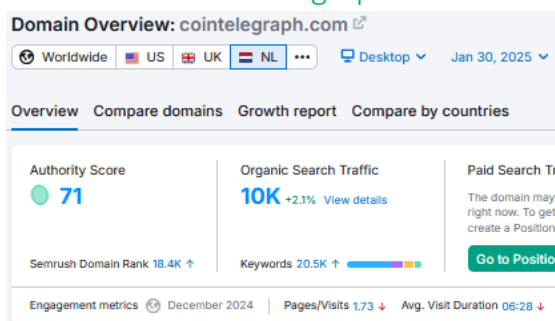 Domain Overview: cointelegraph.com
Worldwide US UK NL ••• Desktop Jan 30, 2025
Overview Compare domains Growth report Compare by countries
Authority Score Organic Search Traffic Paid Search Tr
71 10K +2.1% View details The domain may
right now. To get
create a Position
Go to Positio
Semrush Domain Rank 18.4K ↑ Keywords 20.5K ↑
Engagement metrics December 2024 Pages/Visits 1.73 ↓ Avg. Visit Duration 06:28 ↓